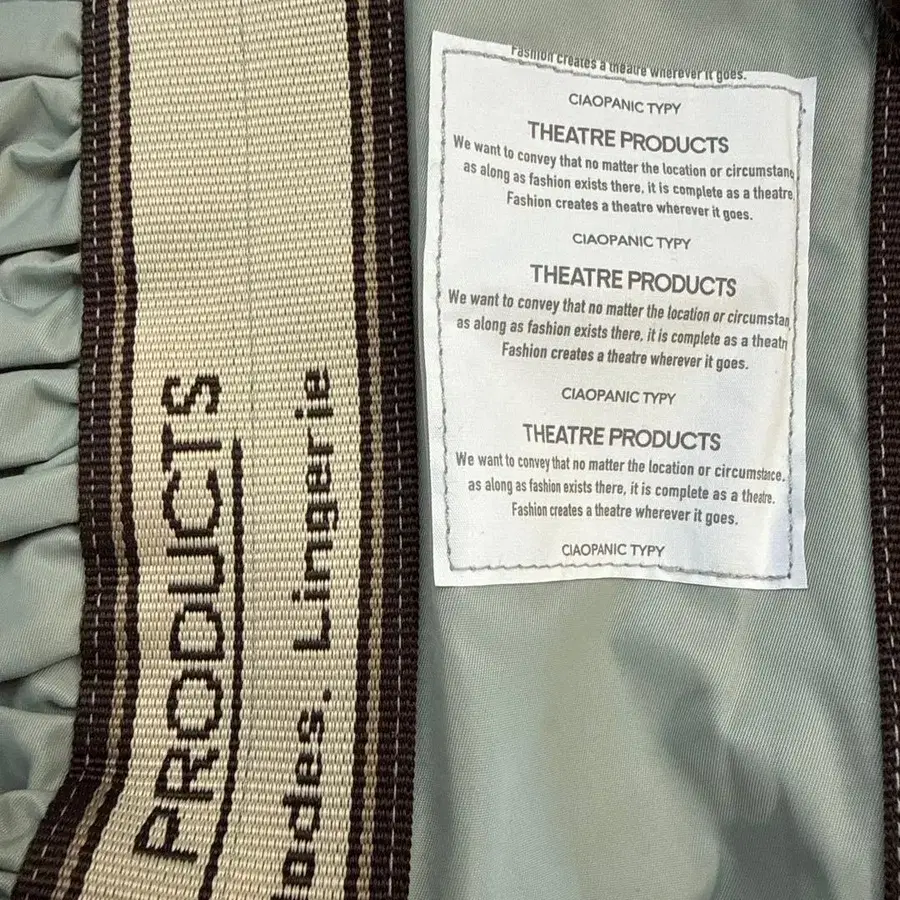 Fashion creates a theatre wherever it goes.
CIAOPANIC TYPY
THEATRE PRODUCTS
We want to convey that no matter the location or circumstanc
as along as fashion exists there, it is complete as a theatre.
Fashion creates a theatre wherever it goes.
CIAOPANIC TYPY
THEATRE PRODUCTS
We want to convey that no matter the location or circumstan
as along as fashion exists there, it is complete as a theatr
Fashion creates a theatre wherever it goes.
CIAOPANIC TYPY
THEATRE PRODUCTS
We want to convey that no matter the location or circumstance,
as along as fashion exists there, it is complete as a theatre.
Fashion creates a theatre wherever it goes.
CIAOPANIC TYPY
PRODUCTS
odes. Lingerie